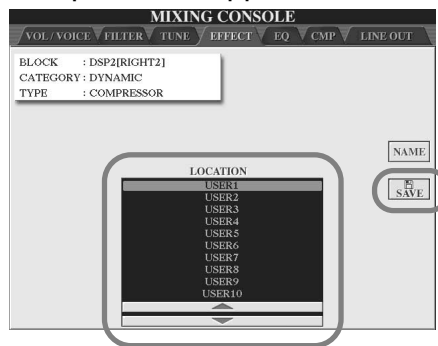 MIXING CONSOLE
VOL / VOICE FILTER TUNE EFFECT EQ CMP LINE OUT
BLOCK : DSP2[RIGHT2]
CATEGORY : DYNAMIC
TYPE : COMPRESSOR
NAME
LOCATION
SAVE
USER1
USER2
USER3
USER4
USER5
USER6
USER7
USER8
USER9
USER10